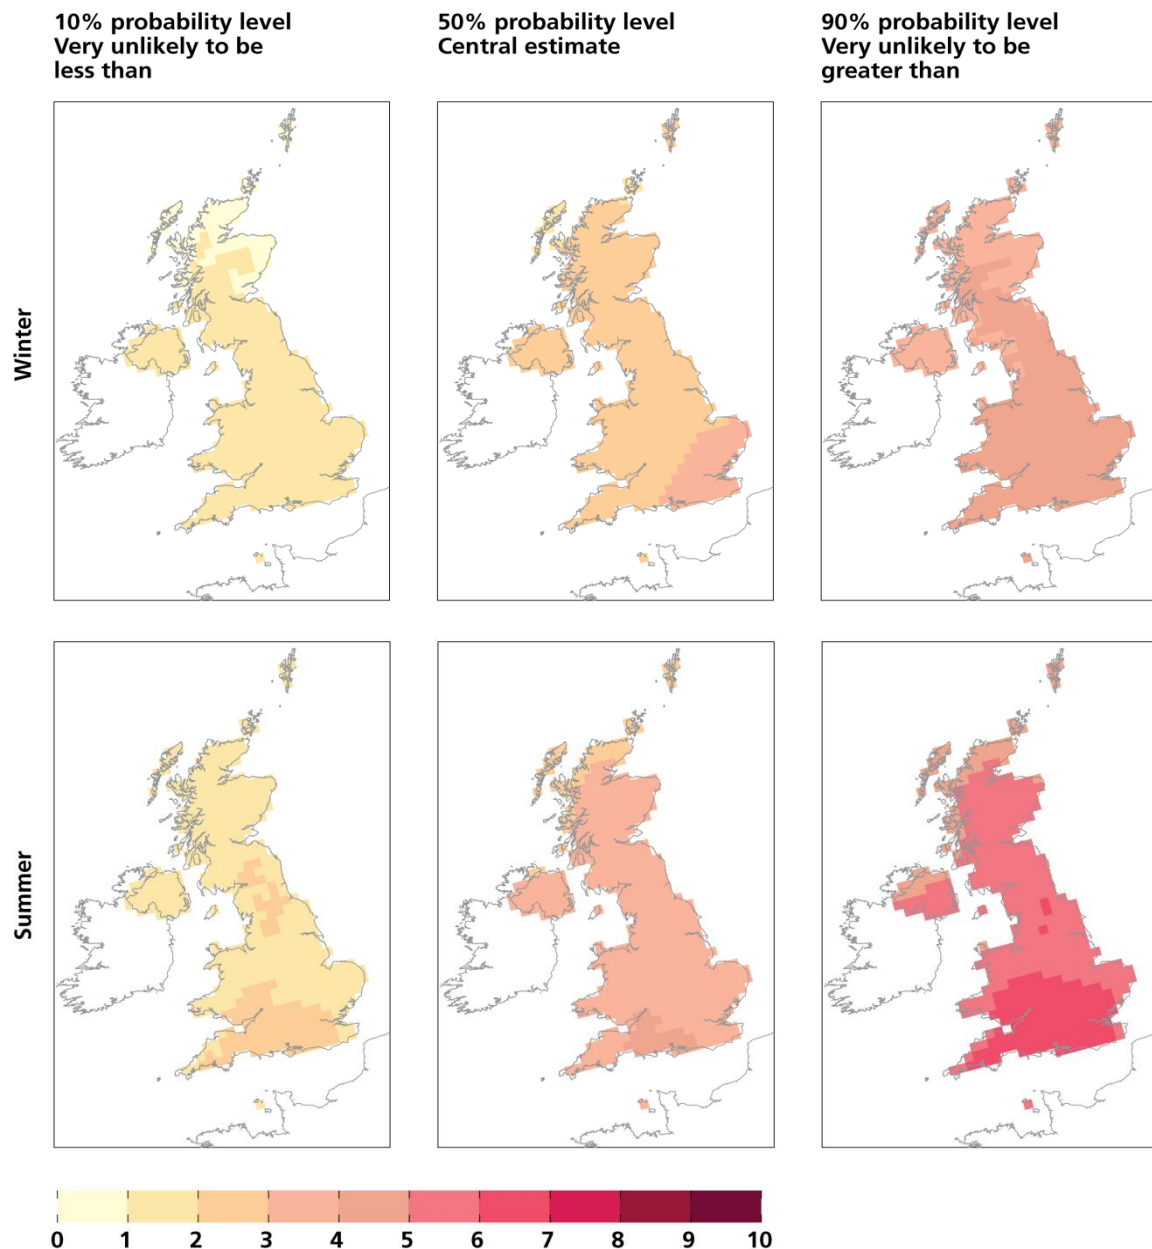 10% probability level
Very unlikely to be
less than
50% probability level
Central estimate
90% probability level
Very unlikely to be
greater than
Winter
Summer
0 1 2 3 4 5 6 7 8 9 10